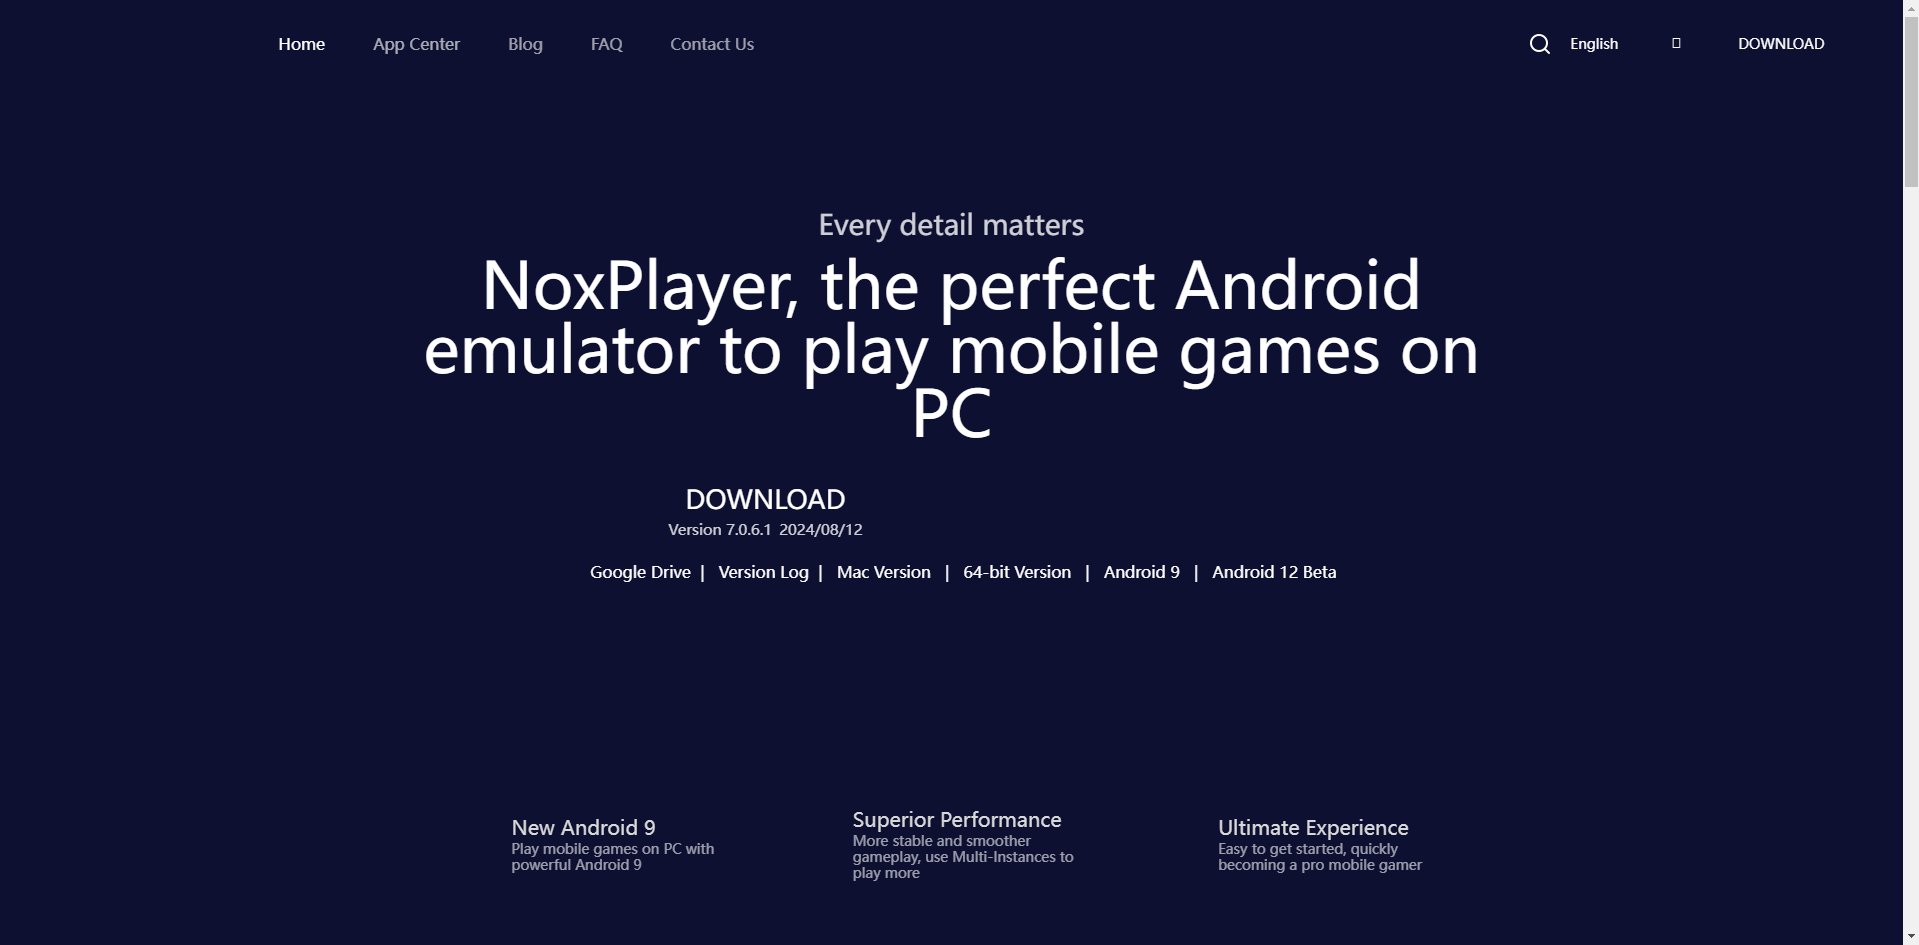 Home App Center Blog FAQ Contact Us English DOWNLOAD
Every detail matters
NoxPlayer, the perfect Android
emulator to play mobile games on
PC
DOWNLOAD
Version 7.0.6.1 2024/08/12
Google Drive | Version Log | Mac Version | 64-bit Version | Android 9 | Android 12 Beta
New Android 9
Play mobile games on PC with
powerful Android 9
Superior Performance
More stable and smoother
gameplay, use Multi-Instances to
play more
Ultimate Experience
Easy to get started, quickly
becoming a pro mobile gamer